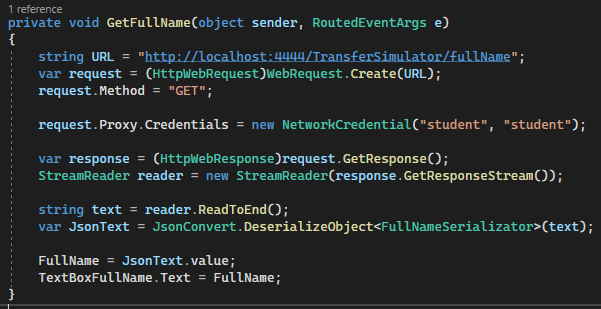 1 reference
private void GetFullName(object sender, RoutedEventArgs e)
{
string URL = "http://localhost:4444/TransferSimulator/fullName";
var request = (HttpWebRequest)WebRequest.Create(URL);
request.Method = "GET";
request.Proxy.Credentials = new NetworkCredential("student", "student");
var response = (HttpWebResponse)request.GetResponse();
StreamReader reader = new StreamReader(response.GetResponseStream());
string text = reader.ReadToEnd();
var JsonText = JsonConvert.DeserializeObject<FullNameSerializator>(text);
FullName = JsonText.value;
TextBoxFullName.Text = FullName;
}